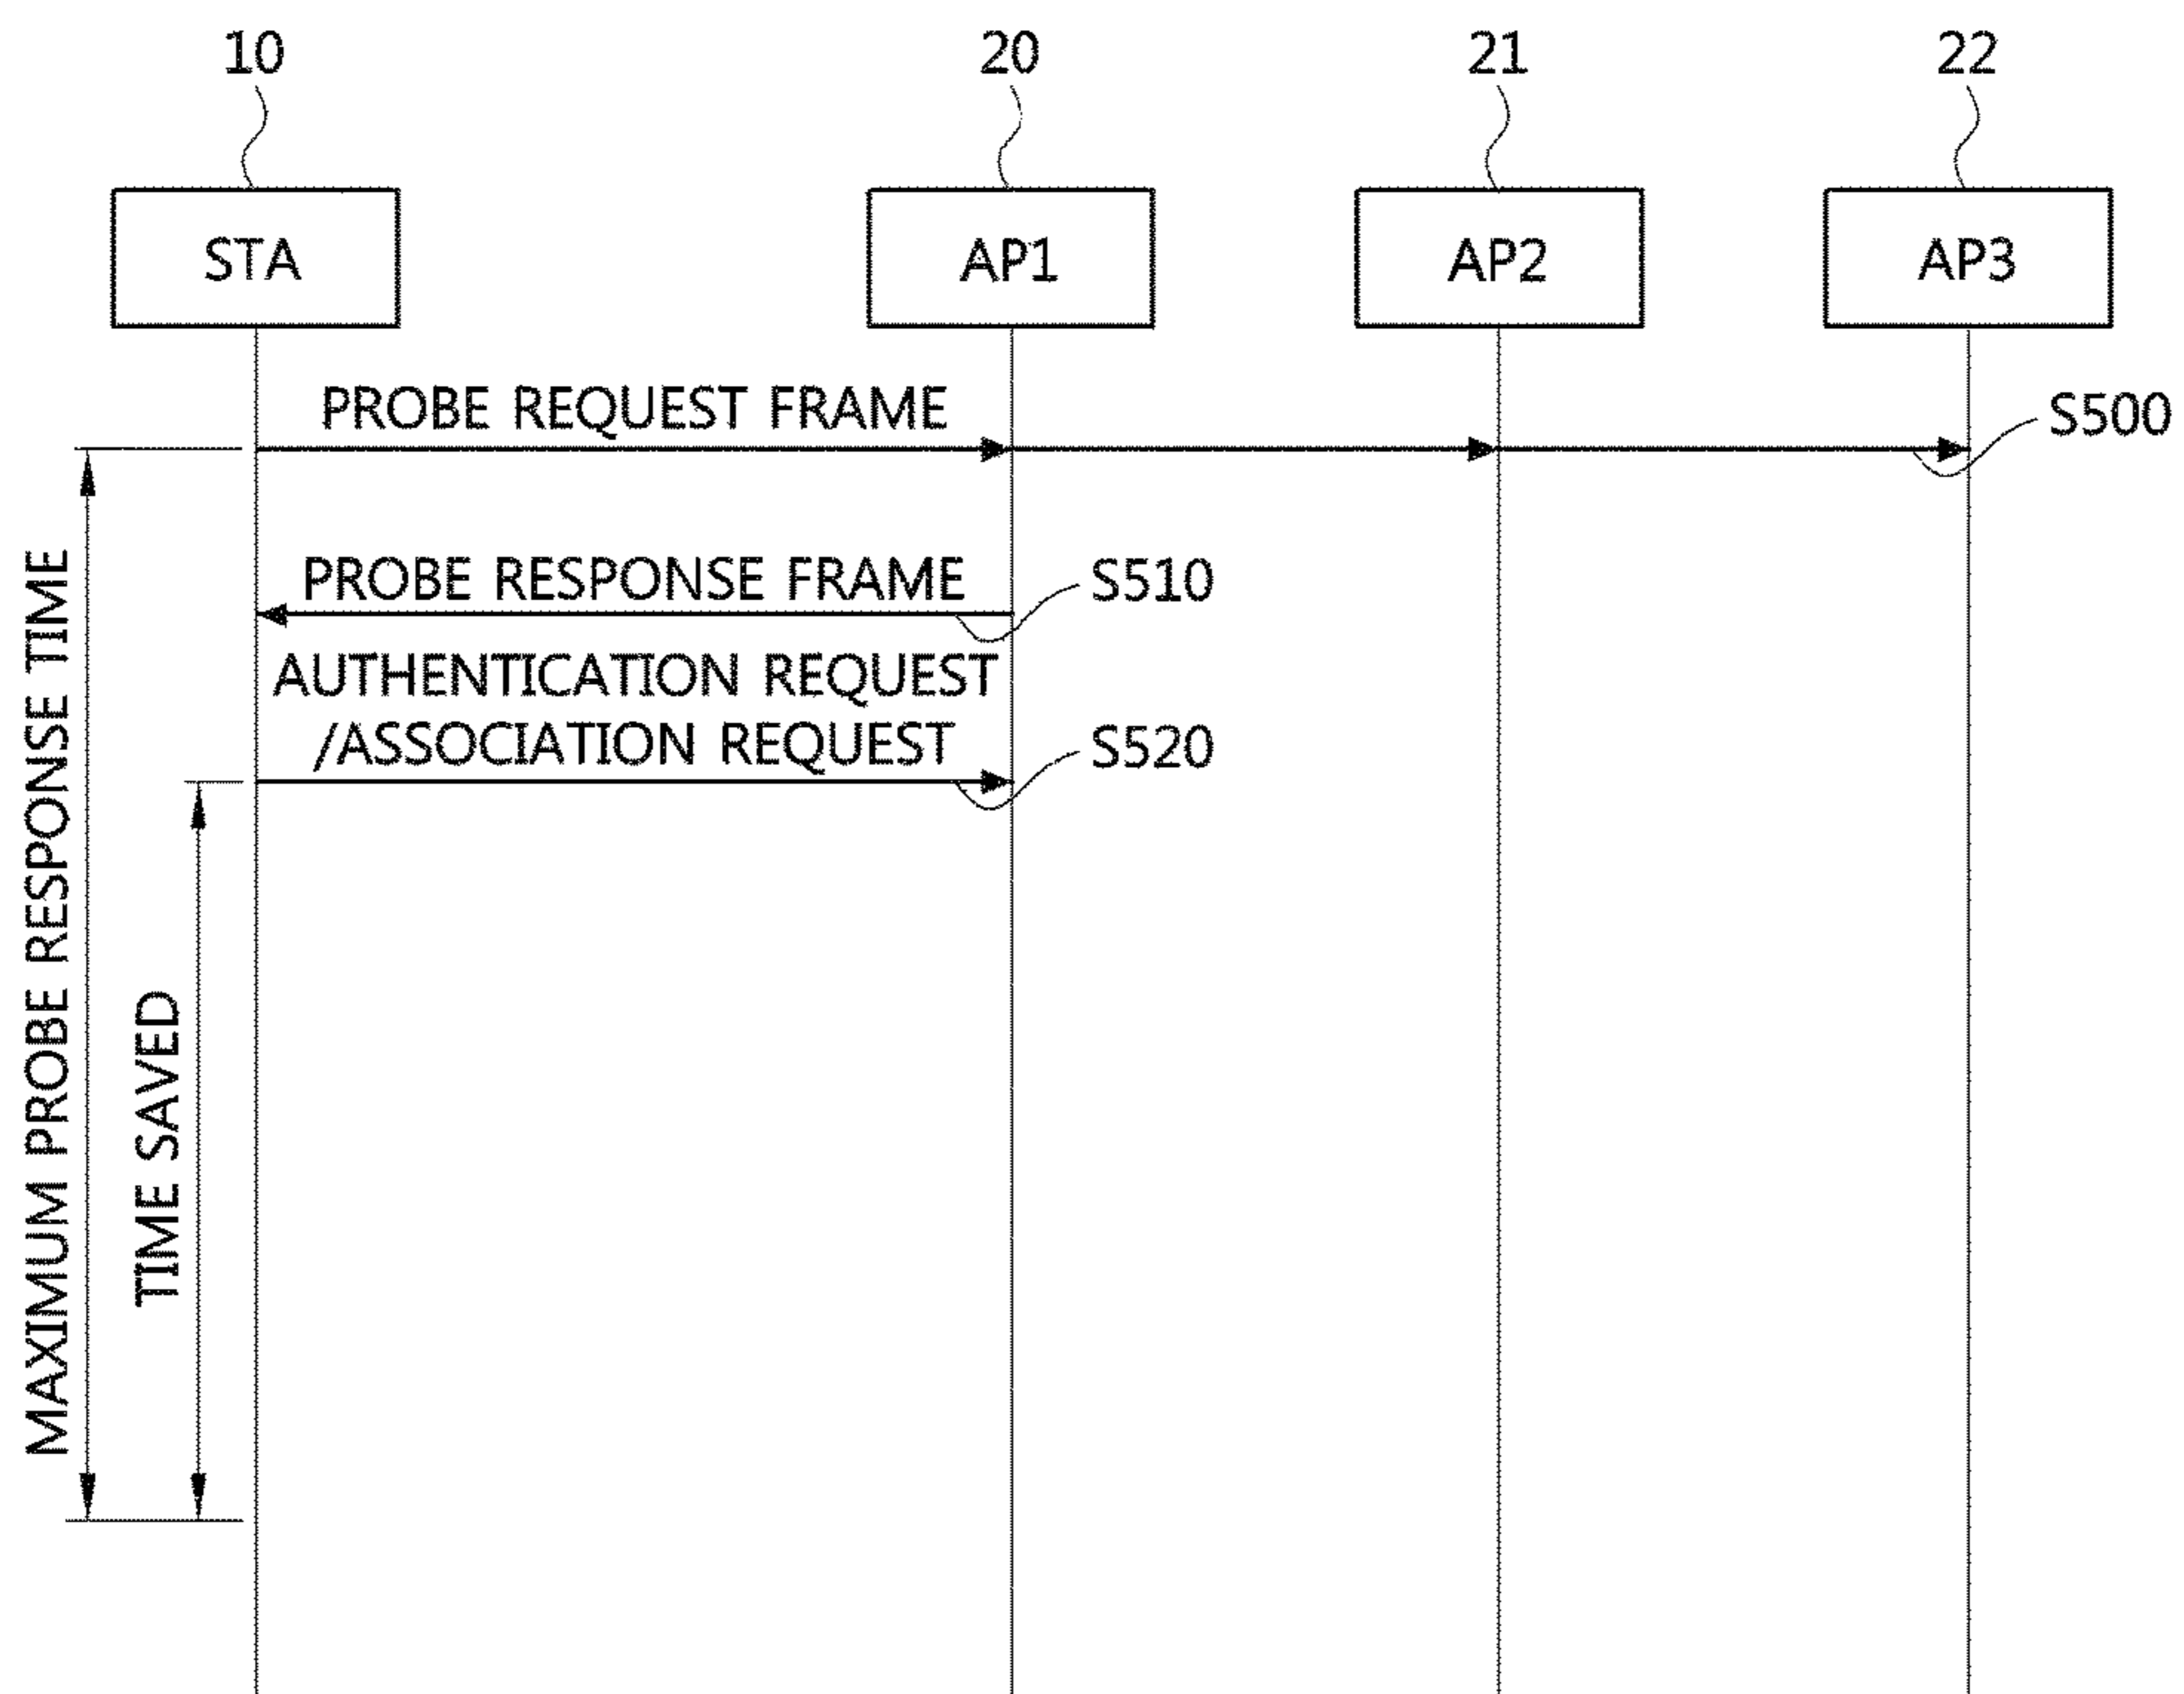 10
20
21
22
STA
AP1
AP2
AP3
PROBE REQUEST FRAME
S500
PROBE RESPONSE FRAME
S510
AUTHENTICATION REQUEST
/ASSOCIATION REQUEST
S520
MAXIMUM PROBE RESPONSE TIME
TIME SAVED